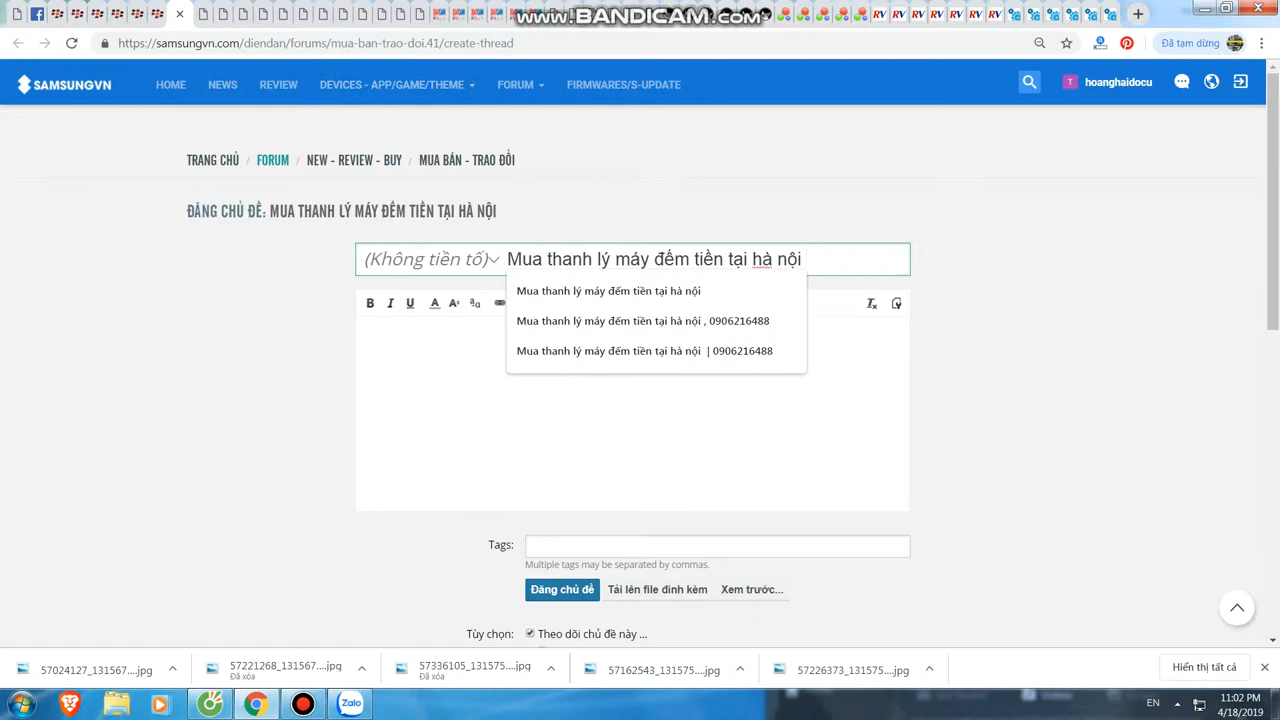 WWW.BANDICAM.COM
https://samsungvn.com/diendan/forums/mua-ban-trao-doi.41/create-thread
Đã tạm dừng
SAMSUNGVN
HOME
NEWS
REVIEW
DEVICES - APP/GAME/THEME
FORUM
FIRMWARES/S-UPDATE
T
hoanghaidocu
TRANG CHỦ / FORUM / NEW - REVIEW - BUY / MUA BÁN - TRAO ĐỔI
ĐĂNG CHỦ ĐỀ: MUA THANH LÝ MÁY ĐẾM TIỀN TẠI HÀ NỘI
(Không tiền tố) Mua thanh lý máy đếm tiền tại hà nội
Mua thanh lý máy đếm tiền tại hà nội
B I U A
Mua thanh lý máy đếm tiền tại hà nội , 0906216488
Mua thanh lý máy đếm tiền tại hà nội | 0906216488
Tags:
Multiple tags may be separated by commas.
Đăng chủ đề
Tải lên file đính kèm
Xem trước...
Tùy chọn:
Theo dõi chủ đề này ...
57024127_131567....jpg
57221268_131567....jpg
Đã xóa
57336105_131575....jpg
Đã xóa
57162543_131575....jpg
57226373_131575....jpg
Hiển thị tất cả
Zalo
EN
11:02 PM
4/18/2019